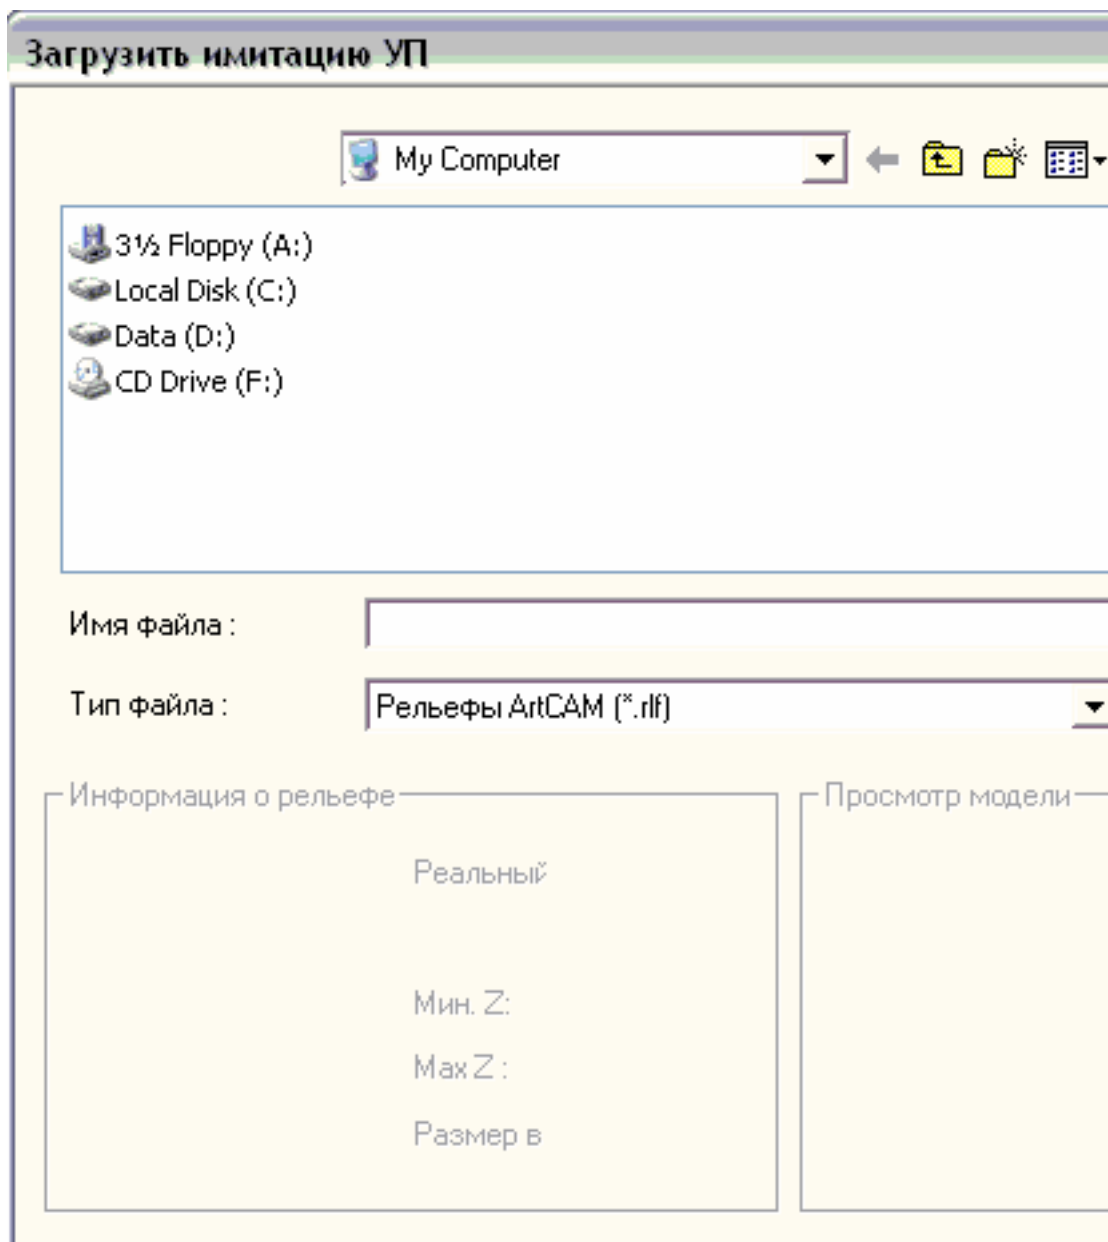 Загрузить имитацию УП
My Computer
3½ Floppy (A:)
Local Disk (C:)
Data (D:)
CD Drive (F:)
Имя файла :
Тип файла :
Рельефы ArtCAM (*.rlf)
Информация о рельефе
Просмотр модели
Реальный
Мин. Z:
Max Z :
Размер в